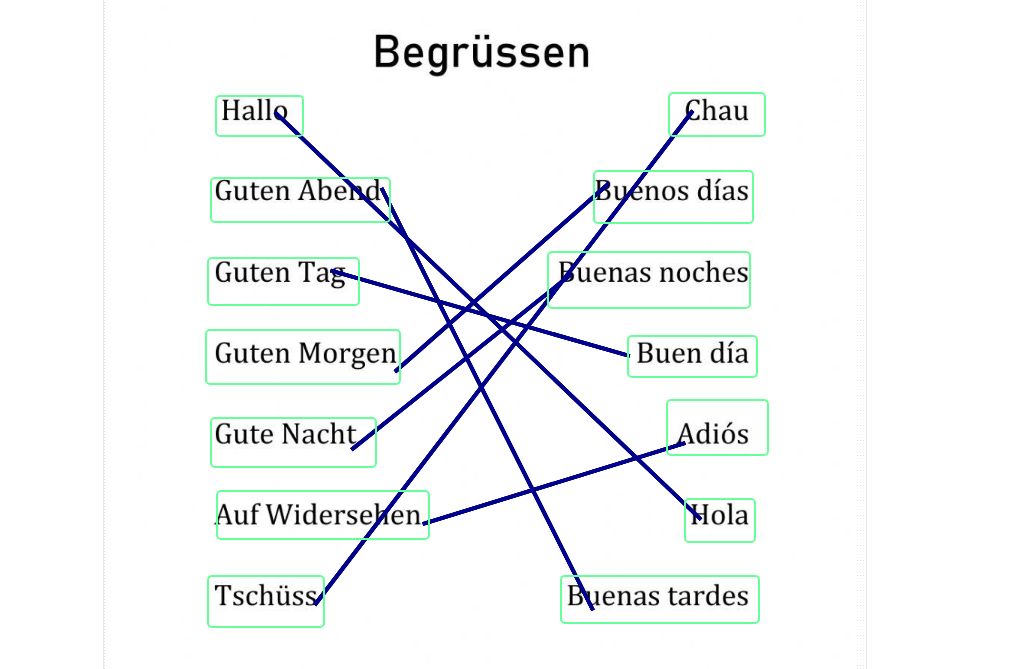 Begrüssen
Hallo Chau
Guten Abend Buenos días
Guten Tag Buenas noches
Guten Morgen Buen día
Gute Nacht Adiós
Auf Widersehen Hola
Tschüss Buenas tardes